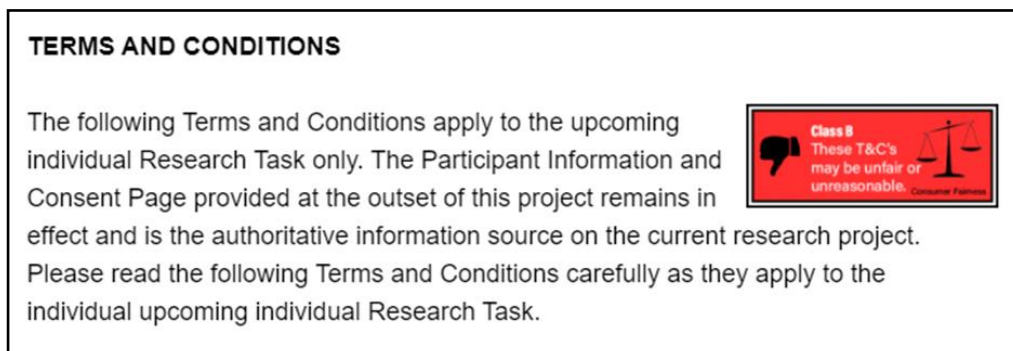 TERMS AND CONDITIONS
The following Terms and Conditions apply to the upcoming
individual Research Task only. The Participant Information and
Consent Page provided at the outset of this project remains in
effect and is the authoritative information source on the current research project.
Please read the following Terms and Conditions carefully as they apply to the
individual upcoming individual Research Task.
Class B
These T&C's
may be unfair or
unreasonable.
Consumer Fairness